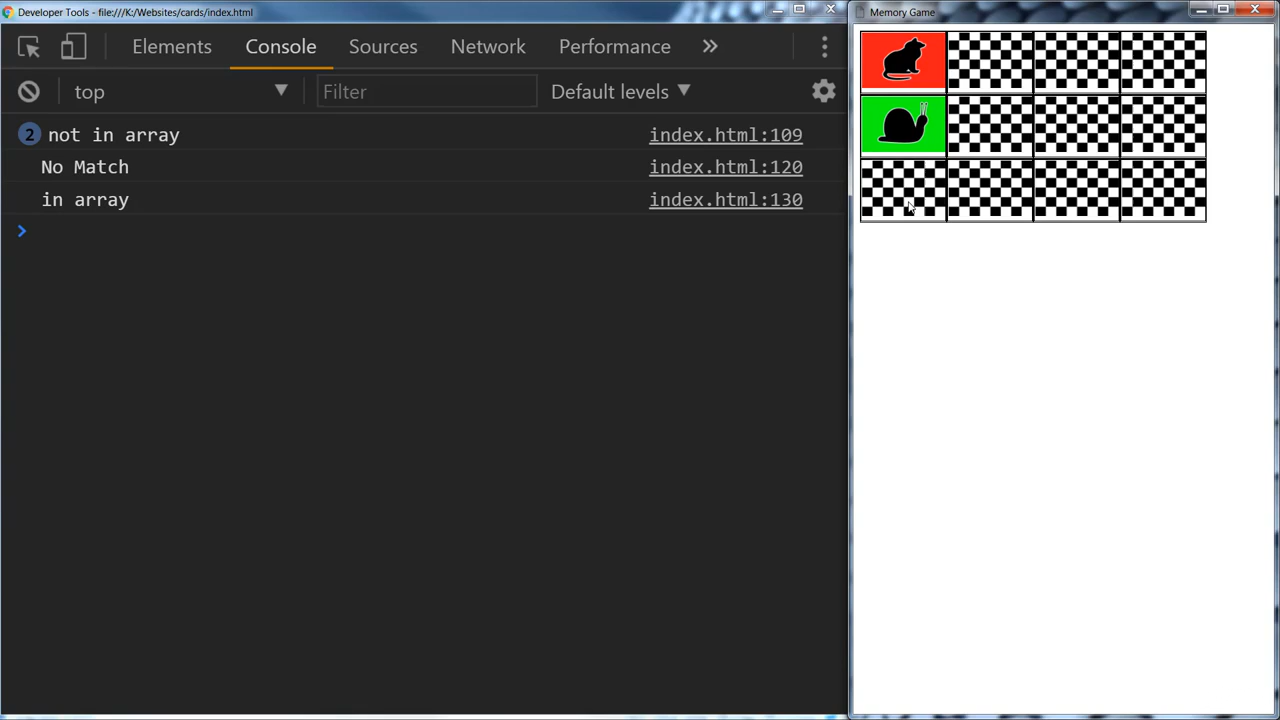 Developer Tools - file:///K:/Websites/cards/index.html
Elements Console Sources Network Performance »
top Filter Default levels
2 not in array index.html:109
No Match index.html:120
in array index.html:130
Memory Game